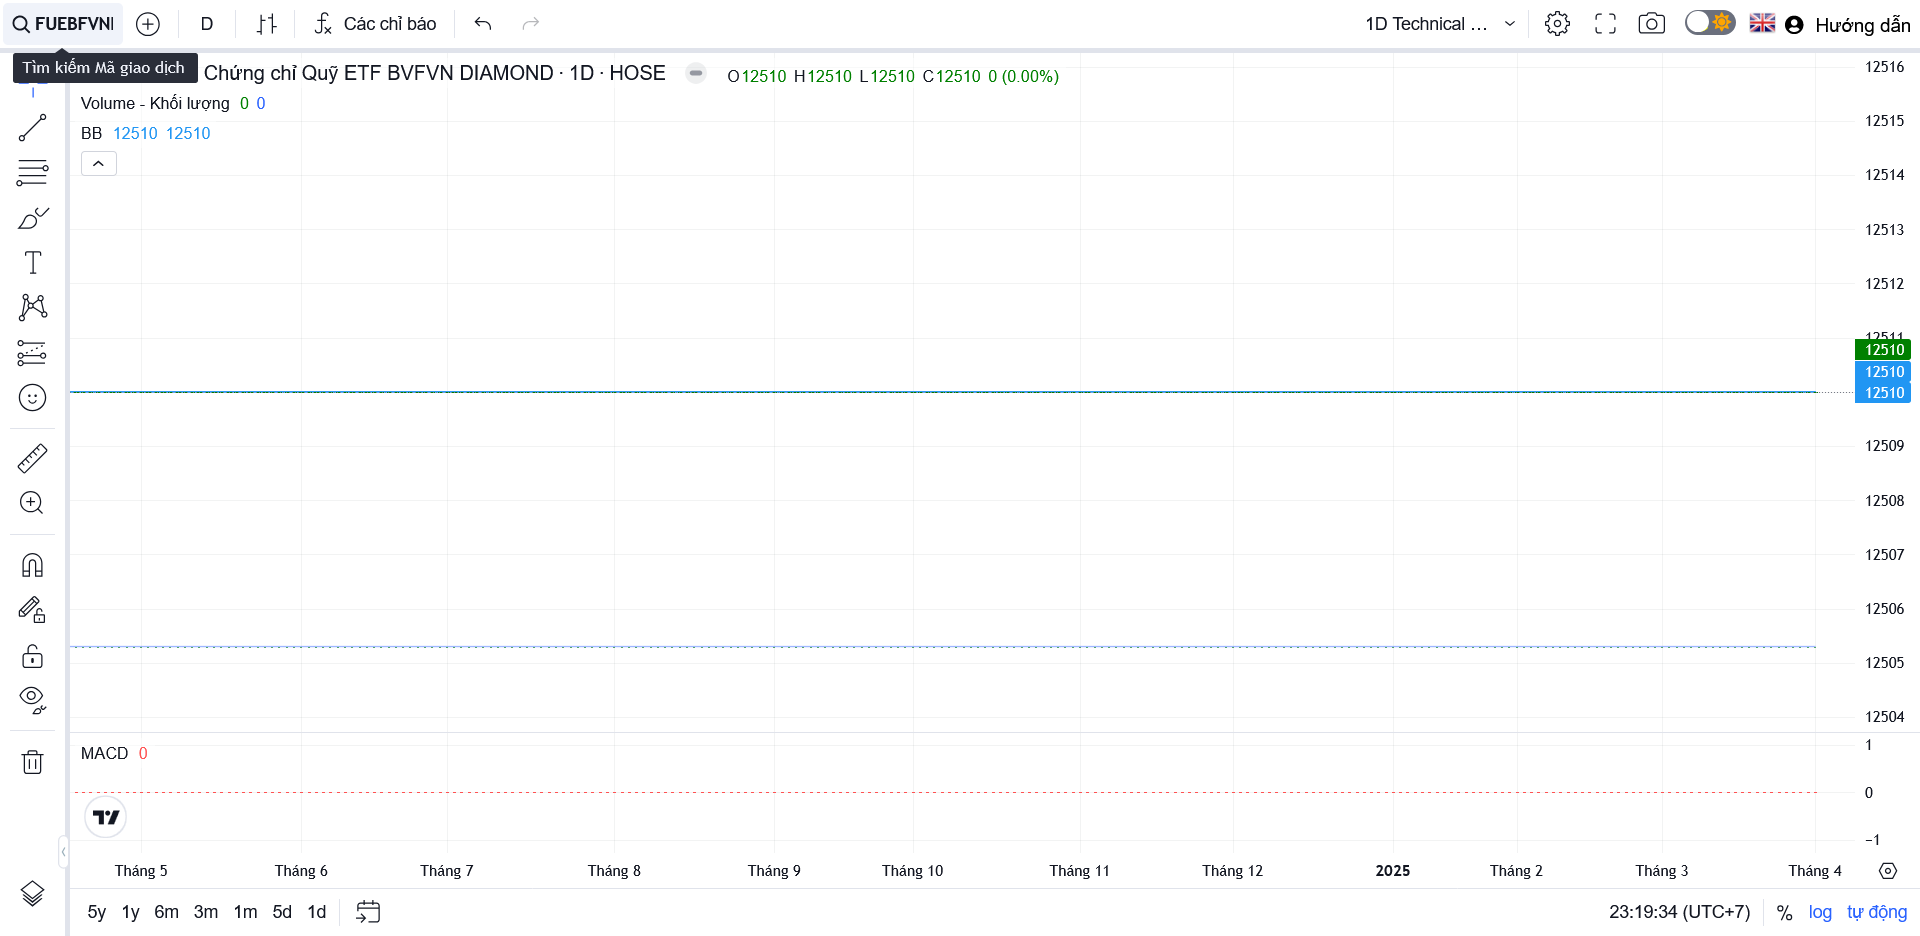 FUEBFVN
D
Các chỉ báo
1D Technical ...
Hướng dẫn
Tìm kiếm Mã giao dịch
Chứng chỉ Quỹ ETF BVFVN DIAMOND · 1D · HOSE
O12510 H12510 L12510 C12510 0 (0.00%)
Volume - Khối lượng 0 0
BB 12510 12510
12516
12515
12514
12513
12512
12511
12510
12510
12510
12509
12508
12507
12506
12505
12504
MACD 0
1
0
−1
Tháng 5 Tháng 6 Tháng 7 Tháng 8 Tháng 9 Tháng 10 Tháng 11 Tháng 12 2025 Tháng 2 Tháng 3 Tháng 4
5y 1y 6m 3m 1m 5d 1d
23:19:34 (UTC+7) % log tự động